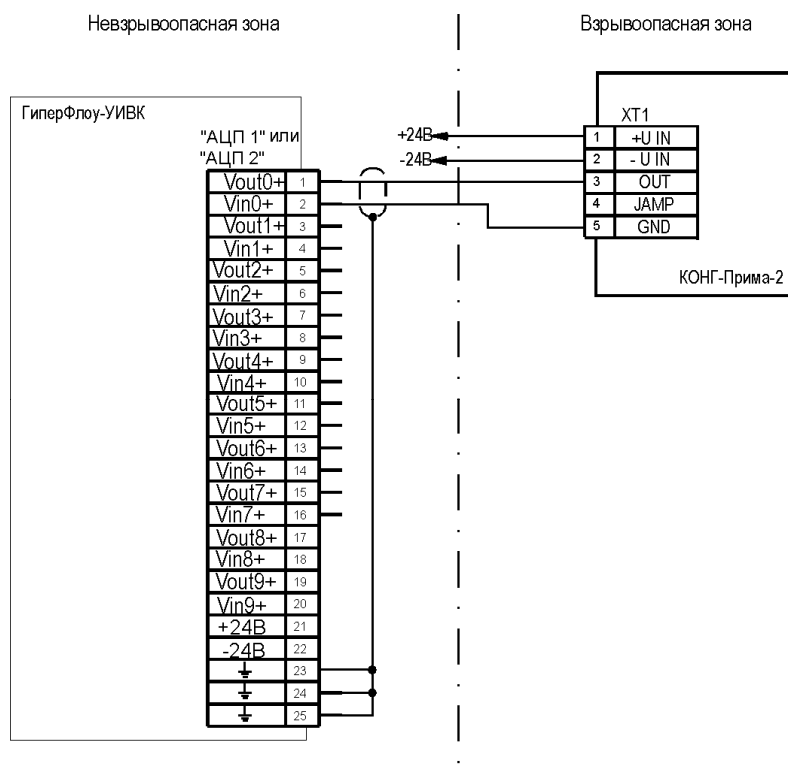 Невзрывоопасная зона
Взрывоопасная зона
ГиперФлоу-УИВК
"АЦП 1" или
"АЦП 2"
Vout0+ 1
Vin0+ 2
Vout1+ 3
Vin1+ 4
Vout2+ 5
Vin2+ 6
Vout3+ 7
Vin3+ 8
Vout4+ 9
Vin4+ 10
Vout5+ 11
Vin5+ 12
Vout6+ 13
Vin6+ 14
Vout7+ 15
Vin7+ 16
Vout8+ 17
Vin8+ 18
Vout9+ 19
Vin9+ 20
+24В 21
-24В 22
23
24
25
+24В
-24В
XT1
1 +U IN
2 - U IN
3 OUT
4 JAMP
5 GND
КОНГ-Прима-2